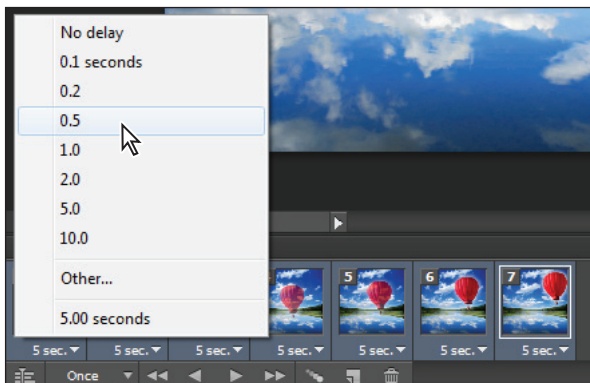 No delay
0.1 seconds
0.2
0.5
1.0
2.0
5.0
10.0
Other...
5.00 seconds
5 6 7
5 sec. 5 sec. 5 sec. 5 sec. 5 sec. 5 sec. 5 sec.
Once